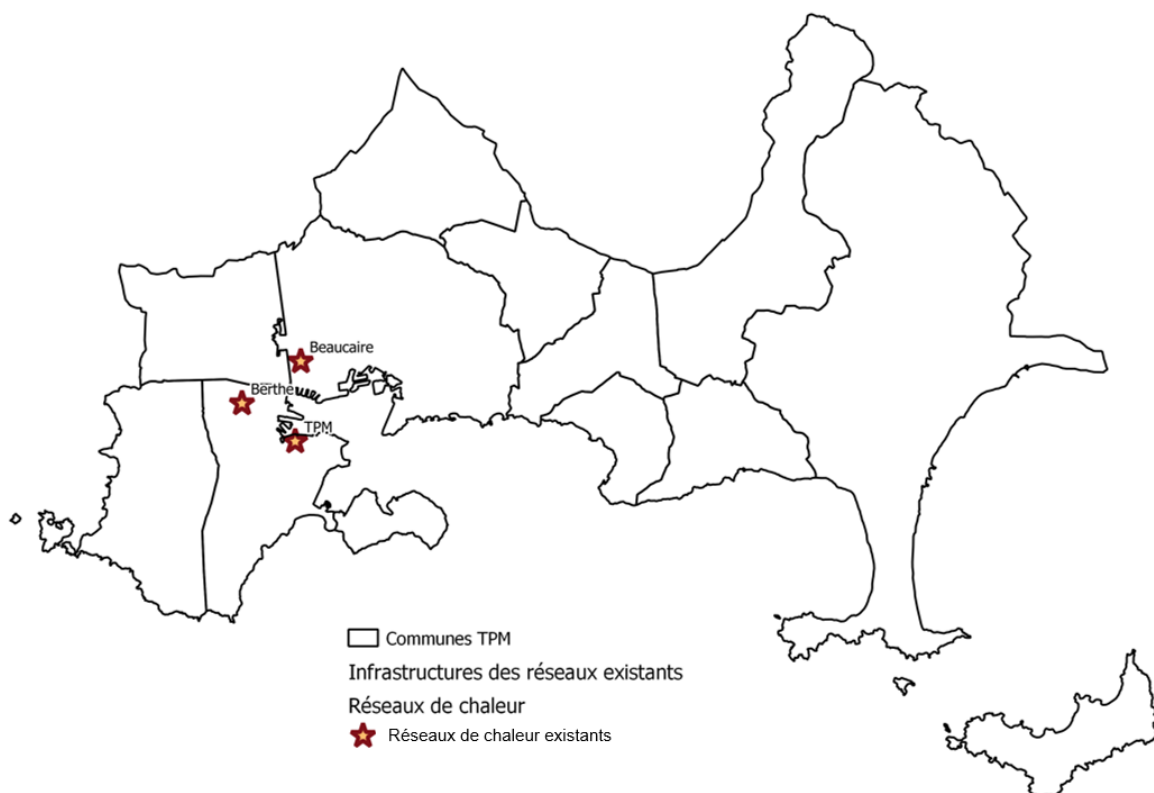 Beaucaire
Berthe
TPM
Communes TPM
Infrastructures des réseaux existants
Réseaux de chaleur
Réseaux de chaleur existants